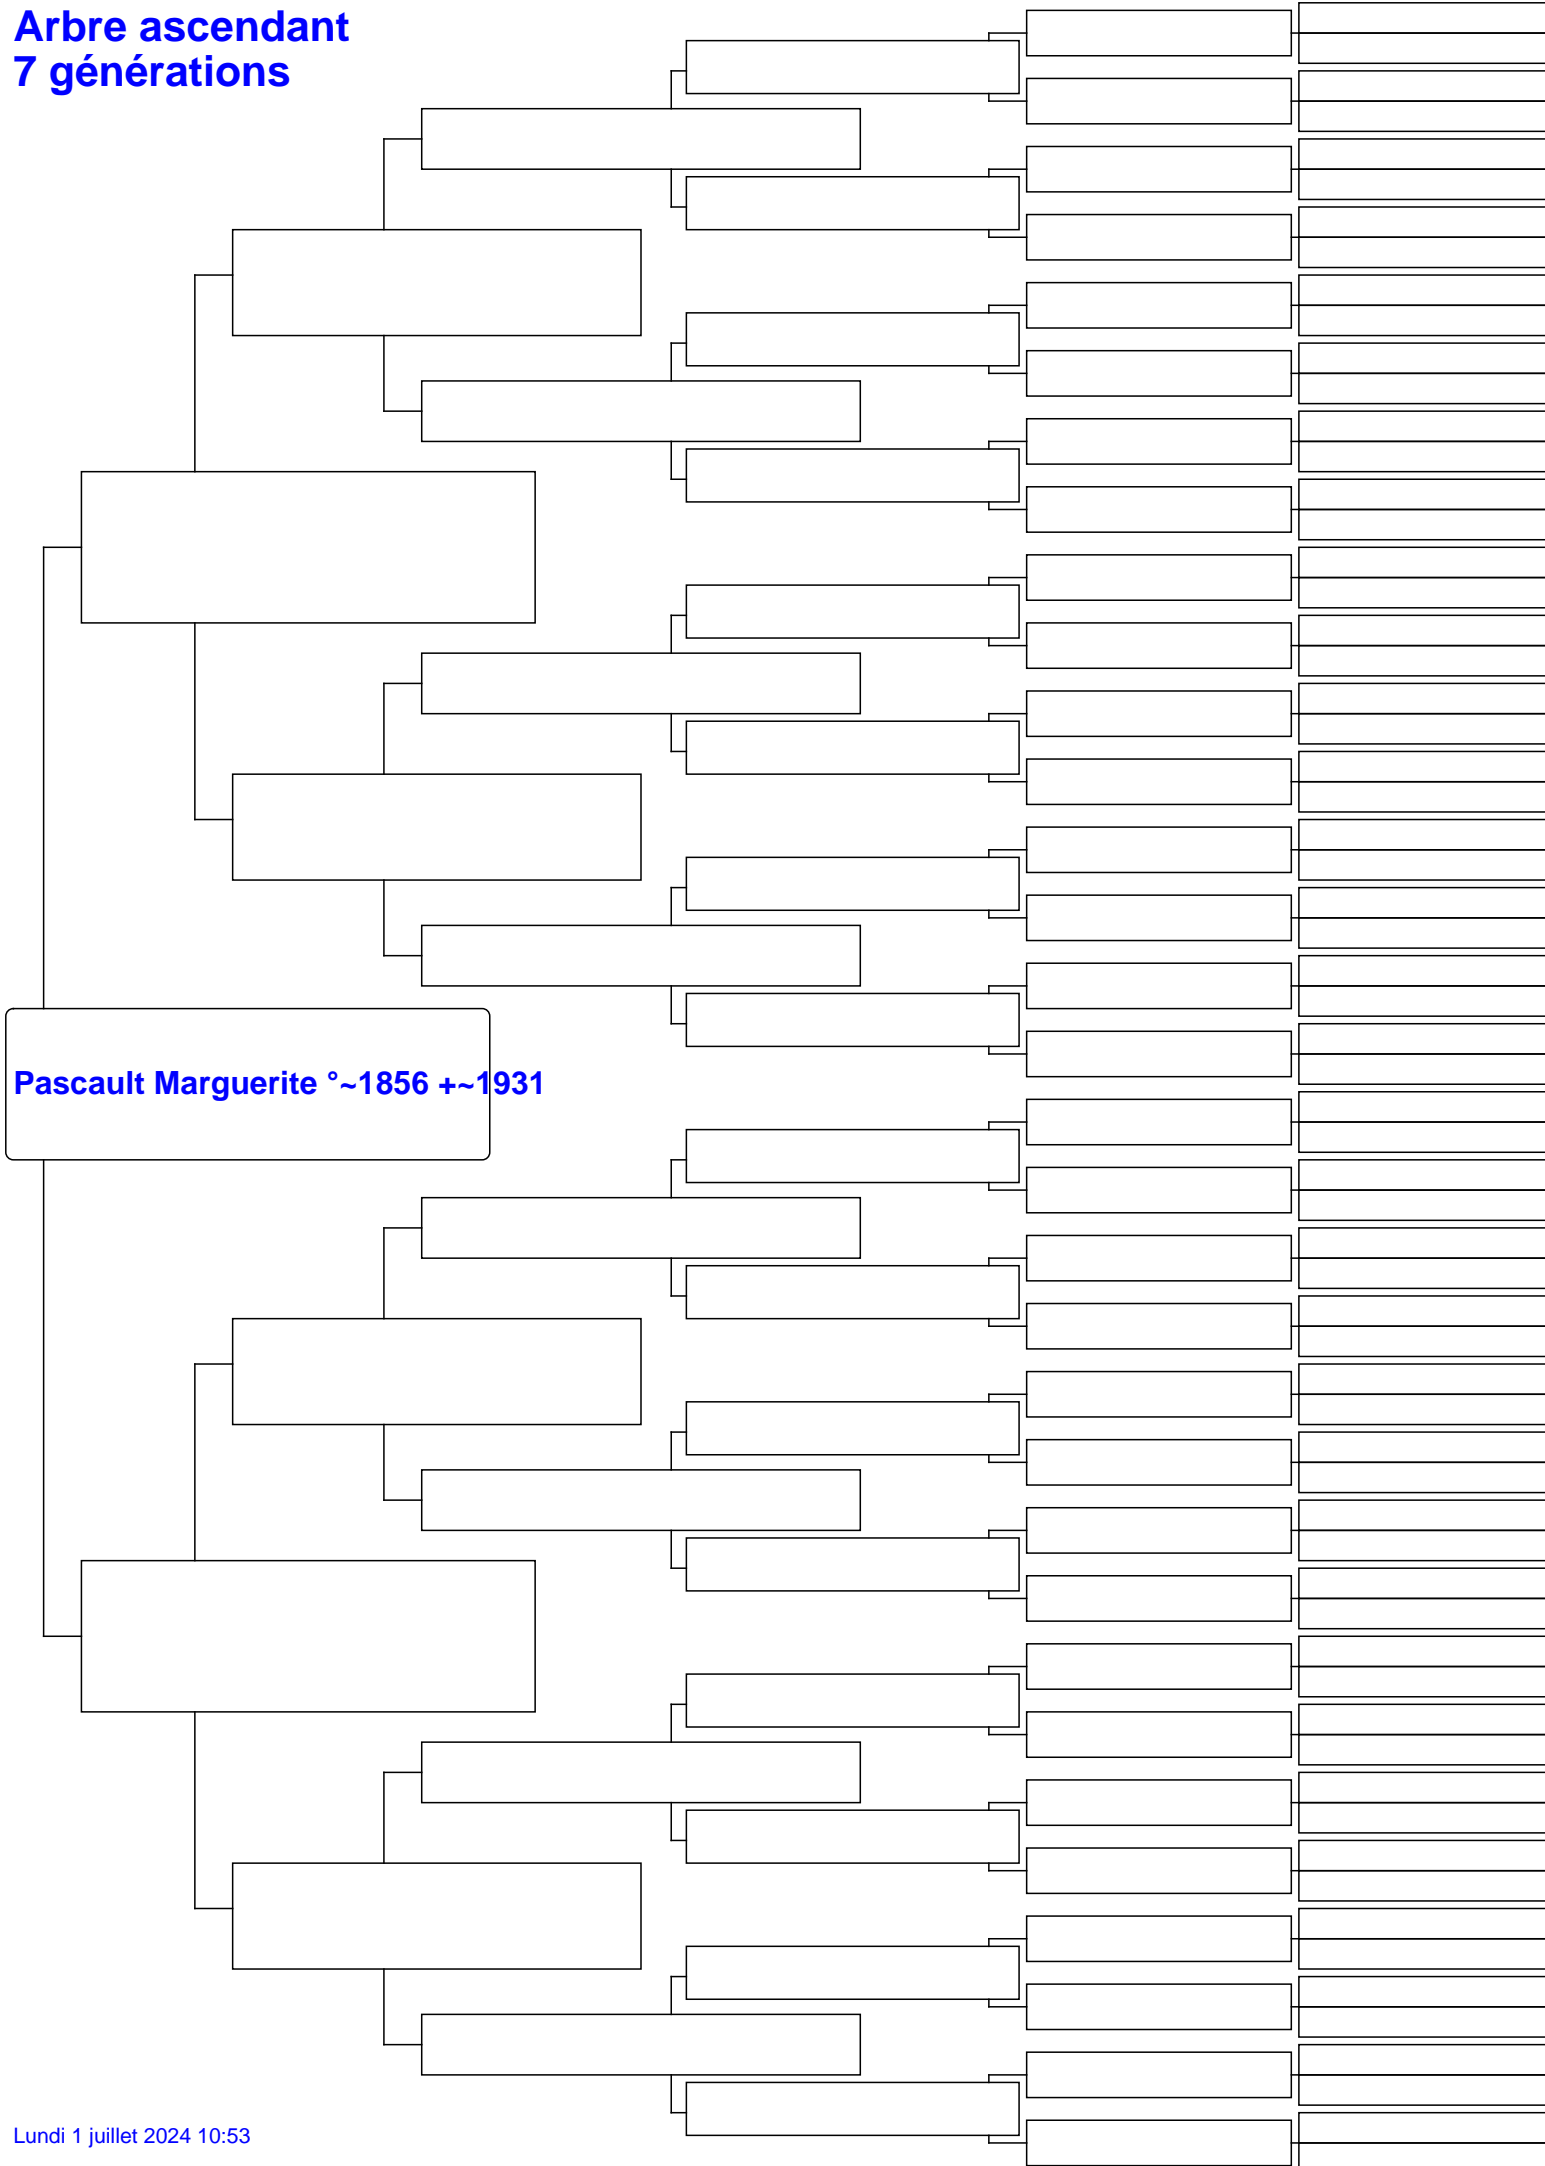 Arbre ascendant
7 générations
Pascault Marguerite °~1856 +~1931
Lundi 1 juillet 2024 10:53